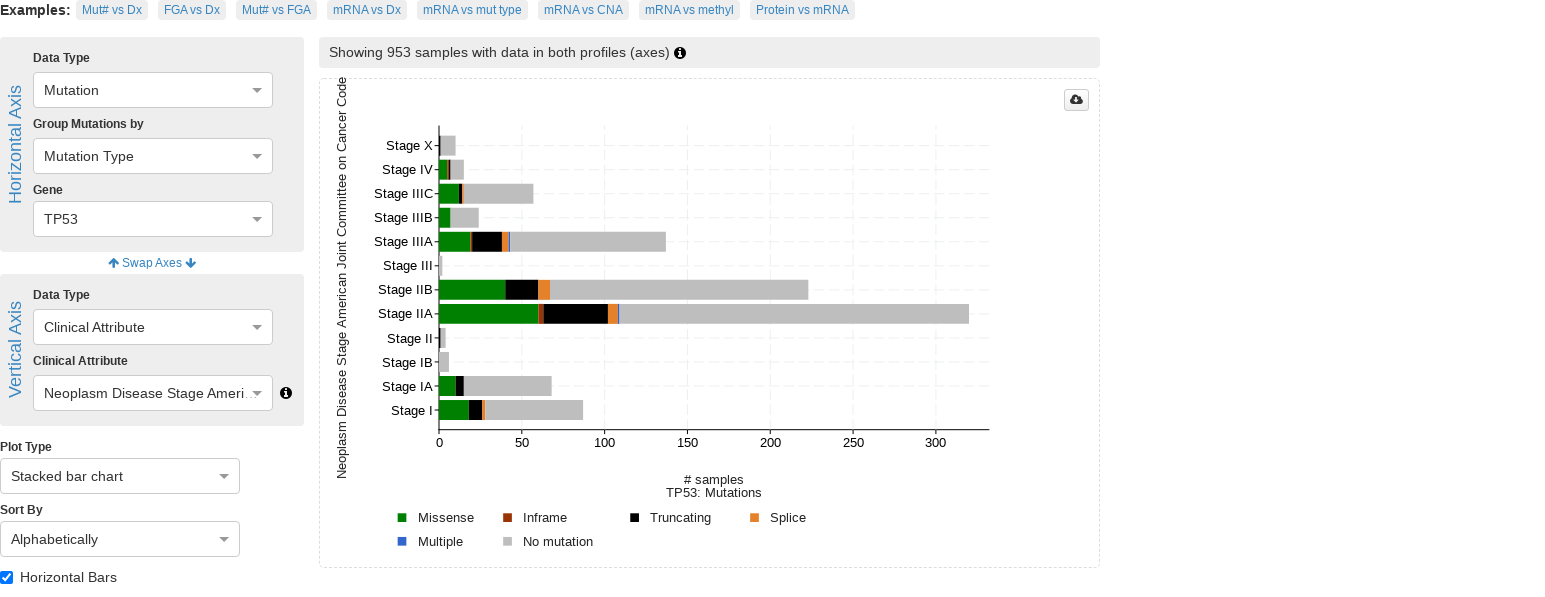 Examples: Mut# vs Dx FGA vs Dx Mut# vs FGA mRNA vs Dx mRNA vs mut type mRNA vs CNA mRNA vs methyl Protein vs mRNA
Horizontal Axis
Data Type
Mutation
Group Mutations by
Mutation Type
Gene
TP53
Swap Axes
Vertical Axis
Data Type
Clinical Attribute
Clinical Attribute
Neoplasm Disease Stage Ameri...
Plot Type
Stacked bar chart
Sort By
Alphabetically
Horizontal Bars
Showing 953 samples with data in both profiles (axes)
Neoplasm Disease Stage American Joint Committee on Cancer Code
Stage X
Stage IV
Stage IIIC
Stage IIIB
Stage IIIA
Stage III
Stage IIB
Stage IIA
Stage II
Stage IB
Stage IA
Stage I
0 50 100 150 200 250 300
# samples
TP53: Mutations
Missense Inframe Truncating Splice
Multiple No mutation